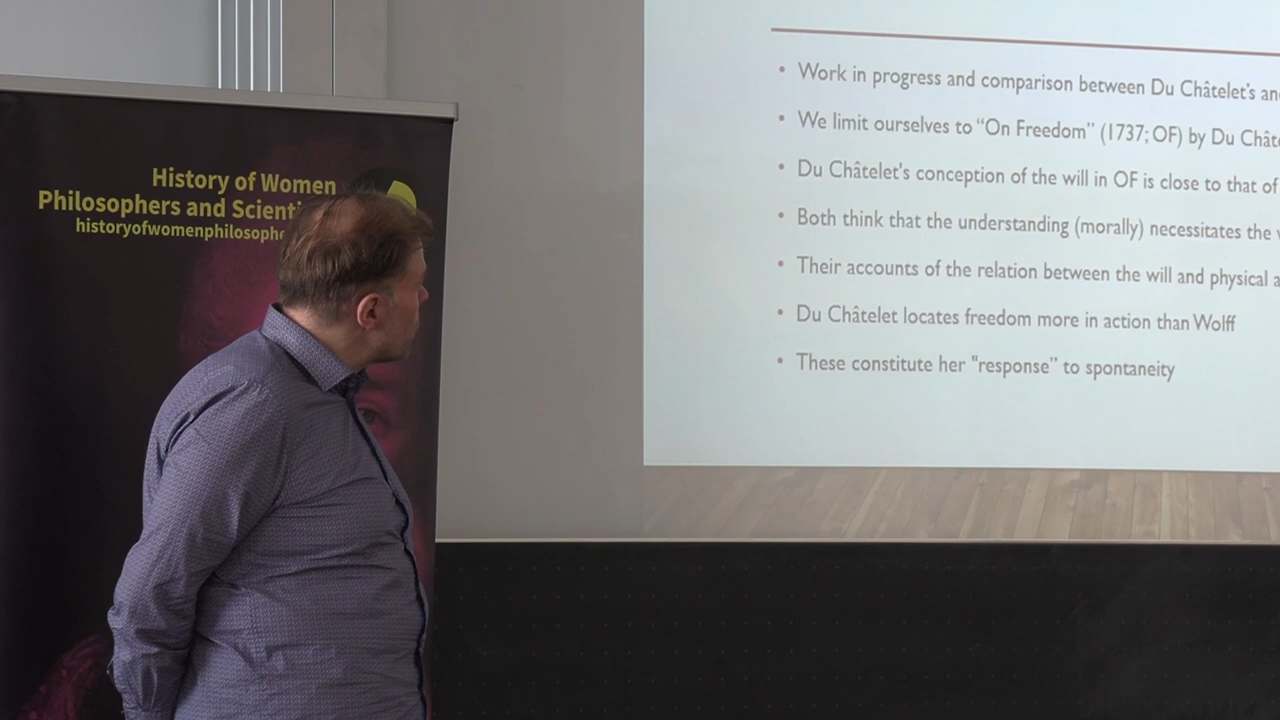 History of Women
Philosophers and Scienti
historyofwomenphilosophe
• Work in progress and comparison between Du Châtelet's an
• We limit ourselves to “On Freedom” (1737; OF) by Du Châte
• Du Châtelet's conception of the will in OF is close to that of
• Both think that the understanding (morally) necessitates the
• Their accounts of the relation between the will and physical a
• Du Châtelet locates freedom more in action than Wolff
• These constitute her "response” to spontaneity